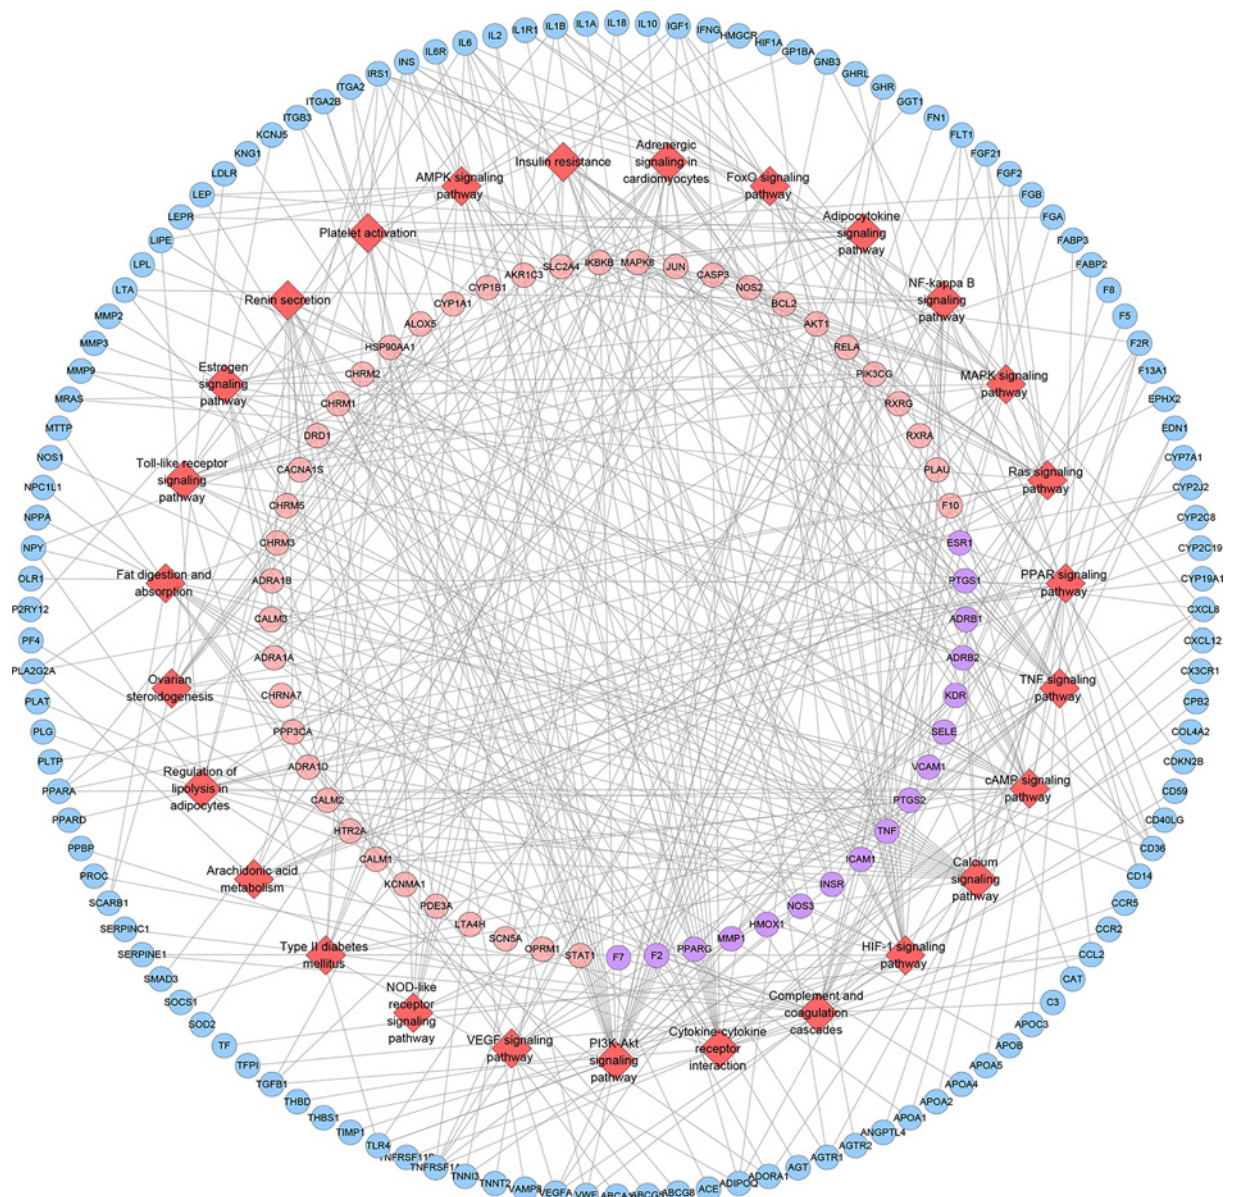 IL18
IL1A
IL10
IL1B
IGF1
IL1R1
IFNG
IL2
HMGCR
IL6
HIF1A
IL6R
GP1BA
INS
GNB3
IRS1
GHRL
ITGA2
GHR
ITGA2B
GGT1
ITGB3
FN1
KCNJ5
FLT1
KNG1
FGF21
LDLR
FGF2
LEP
FGB
LEPR
FGA
LIPE
FABP3
LPL
FABP2
LTA
F8
MMP2
F5
MMP3
F2R
MMP9
F13A1
MRAS
EPHX2
MTTP
EDN1
NOS1
CYP7A1
NPC1L1
CYP2J2
NPPA
CYP2C8
NPY
CYP2C19
OLR1
CYP19A1
P2RY12
CXCL8
PF4
CXCL12
PLA2G2A
CX3CR1
PLAT
CPB2
PLG
COL4A2
PLTP
CDKN2B
PPARA
CD59
PPARD
CD40LG
PPBP
CD36
PROC
CD14
SCARB1
CCR5
SERPINC1
CCR2
SERPINE1
CCL2
SMAD3
CAT
SOCS1
C3
SOD2
APOC3
TF
APOB
TFPI
APOA5
TGFB1
APOA4
THBD
APOA2
THBS1
APOA1
TIMP1
ANGPTL4
TLR4
AGTR2
AGTR1
TNFRSF1A
AGT
TNNI3
ADORA1
TNNT2
ADIPOQ
VAMP8
ACE
VEGFA
ABCG8
VWF
Insulin resistance
Adrenergic
signaling in
cardiomyocytes
AMPK signaling
pathway
FoxO signaling
pathway
Platelet activation
Adipocytokine
signaling
pathway
Renin secretion
NF-kappa B
signaling
pathway
Estrogen
signaling
pathway
MAPK signaling
pathway
Toll-like receptor
signaling
pathway
Ras signaling
pathway
Fat digestion and
absorption
PPAR signaling
pathway
Ovarian
steroidogenesis
TNF signaling
pathway
Regulation of
lipolysis in
adipocytes
cAMP signaling
pathway
Arachidonic acid
metabolism
Calcium
signaling
pathway
Type II diabetes
mellitus
HIF-1 signaling
pathway
NOD-like
receptor
signaling
pathway
Complement and
coagulation
cascades
VEGF signaling
pathway
PI3K-Akt
signaling
pathway
Cytokine-cytokine
receptor
interaction
IKBKB
MAPK8
SLC2A4
JUN
AKR1C3
CASP3
CYP1B1
NOS2
CYP1A1
BCL2
ALOX5
AKT1
HSP90AA1
RELA
CHRM2
PIK3CG
CHRM1
RXRG
DRD1
RXRA
CACNA1S
PLAU
CHRM5
F10
CHRM3
ESR1
ADRA1B
PTGS1
CALM3
ADRB1
ADRA1A
ADRB2
CHRNA7
KDR
PPP3CA
SELE
ADRA1D
VCAM1
CALM2
PTGS2
HTR2A
TNF
CALM1
ICAM1
KCNMA1
INSR
PDE3A
NOS3
LTA4H
HMOX1
SCN5A
MMP1
OPRM1
PPARG
STAT1
F7
F2